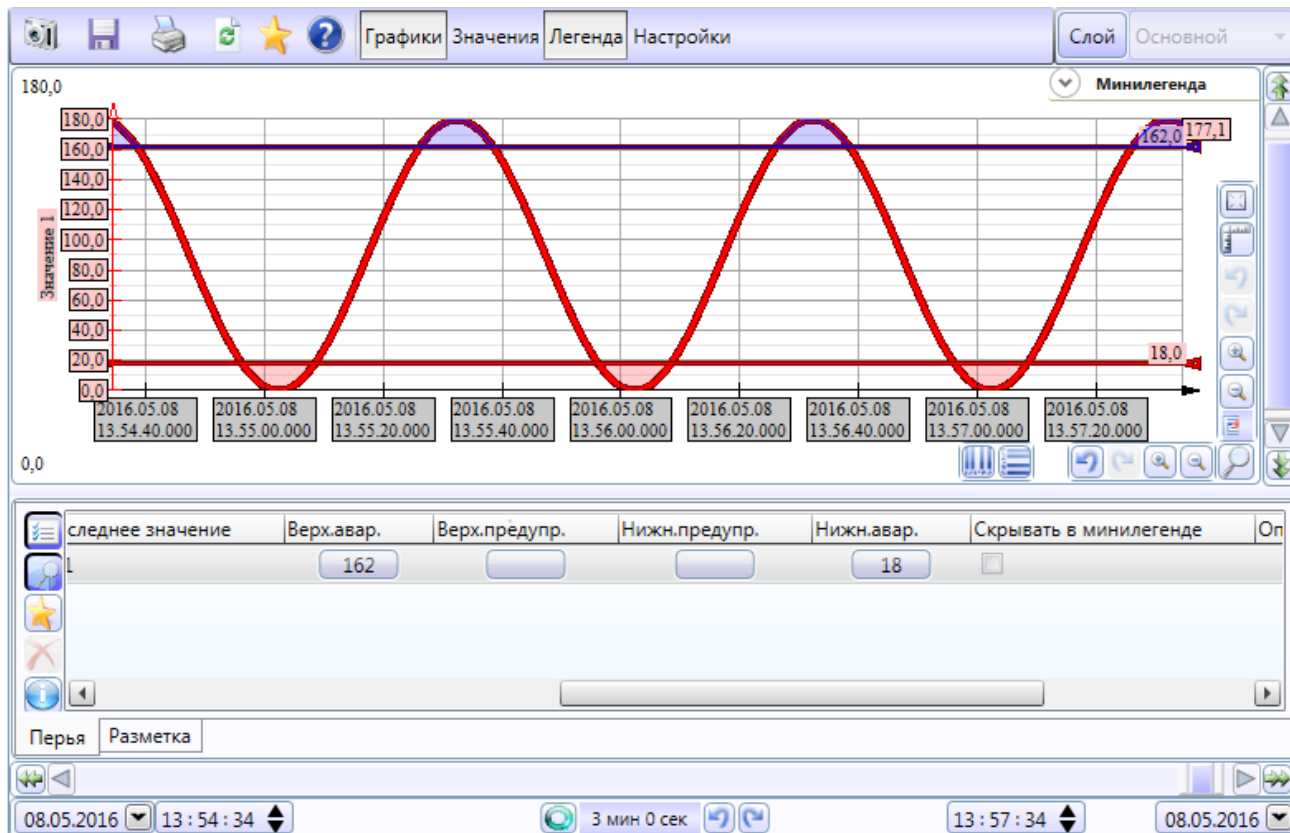 Графики Значения Легенда Настройки Слой Основной
180,0
Минилегенда
180,0
160,0
140,0
120,0
100,0
80,0
60,0
40,0
20,0
0,0
Значение 1
162,0 177,1
18,0
2016.05.08 2016.05.08 2016.05.08 2016.05.08 2016.05.08 2016.05.08 2016.05.08 2016.05.08 2016.05.08
13.54.40.000 13.55.00.000 13.55.20.000 13.55.40.000 13.56.00.000 13.56.20.000 13.56.40.000 13.57.00.000 13.57.20.000
0,0
следнее значение Верх.авар. Верх.предупр. Нижн.предупр. Нижн.авар. Скрывать в минилегенде Оп
1 162 18
Перья Разметка
08.05.2016 13 : 54 : 34 3 мин 0 сек 13 : 57 : 34 08.05.2016